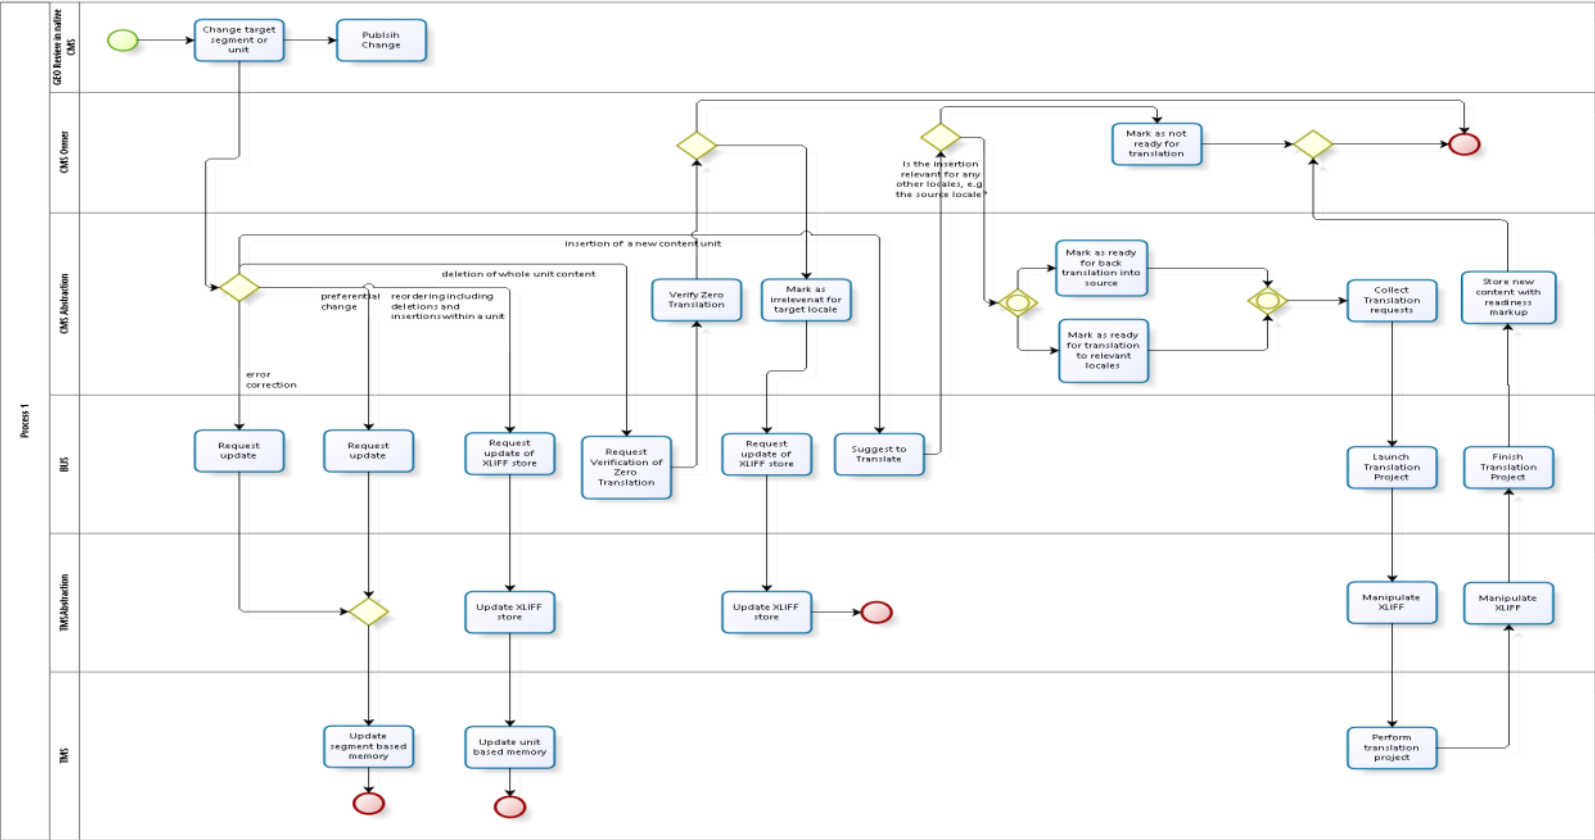 Process 1
GEO Review in native
CMS
Change target
segment or
unit
Publsih
Change
CMS Owner
Is the insertion
relevant for any
other locales, e.g
the source locale?
Mark as not
ready for
translation
CMS Abstraction
insertion of a new content unit
deletion of whole unit content
preferential
change
reordering including
deletions and
insertions within a unit
error
correction
Verify Zero
Translation
Mark as
irrelevenat for
target locale
Mark as ready
for back
translation into
source
Mark as ready
for translation
to relevant
locales
Collect
Translation
requests
Store new
content with
readiness
markup
BUS
Request
update
Request
update
Request
update of
XLIFF store
Request
Verification of
Zero
Translation
Request
update of
XLIFF store
Suggest to
Translate
Launch
Translation
Project
Finish
Translation
Project
TMSAbstraction
Update XLIFF
store
Update XLIFF
store
Manipulate
XLIFF
Manipulate
XLIFF
TMS
Update
segment based
memory
Update unit
based memory
Perform
translation
project